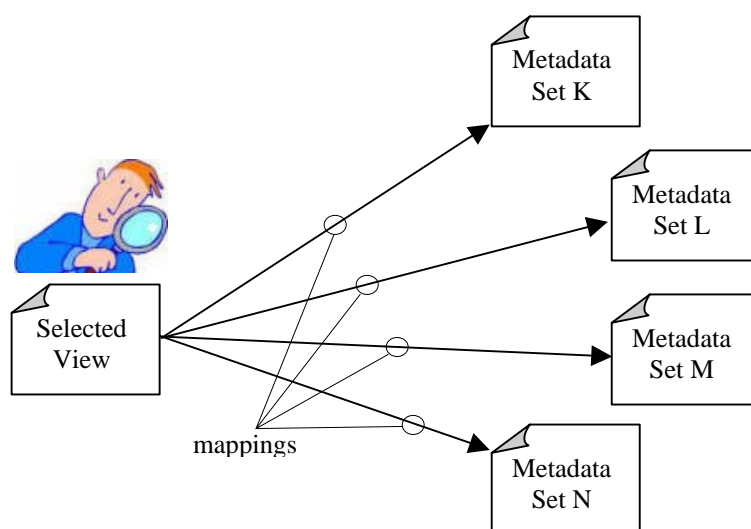 Metadata
Set K
Metadata
Set L
Selected
View
Metadata
Set M
mappings
Metadata
Set N